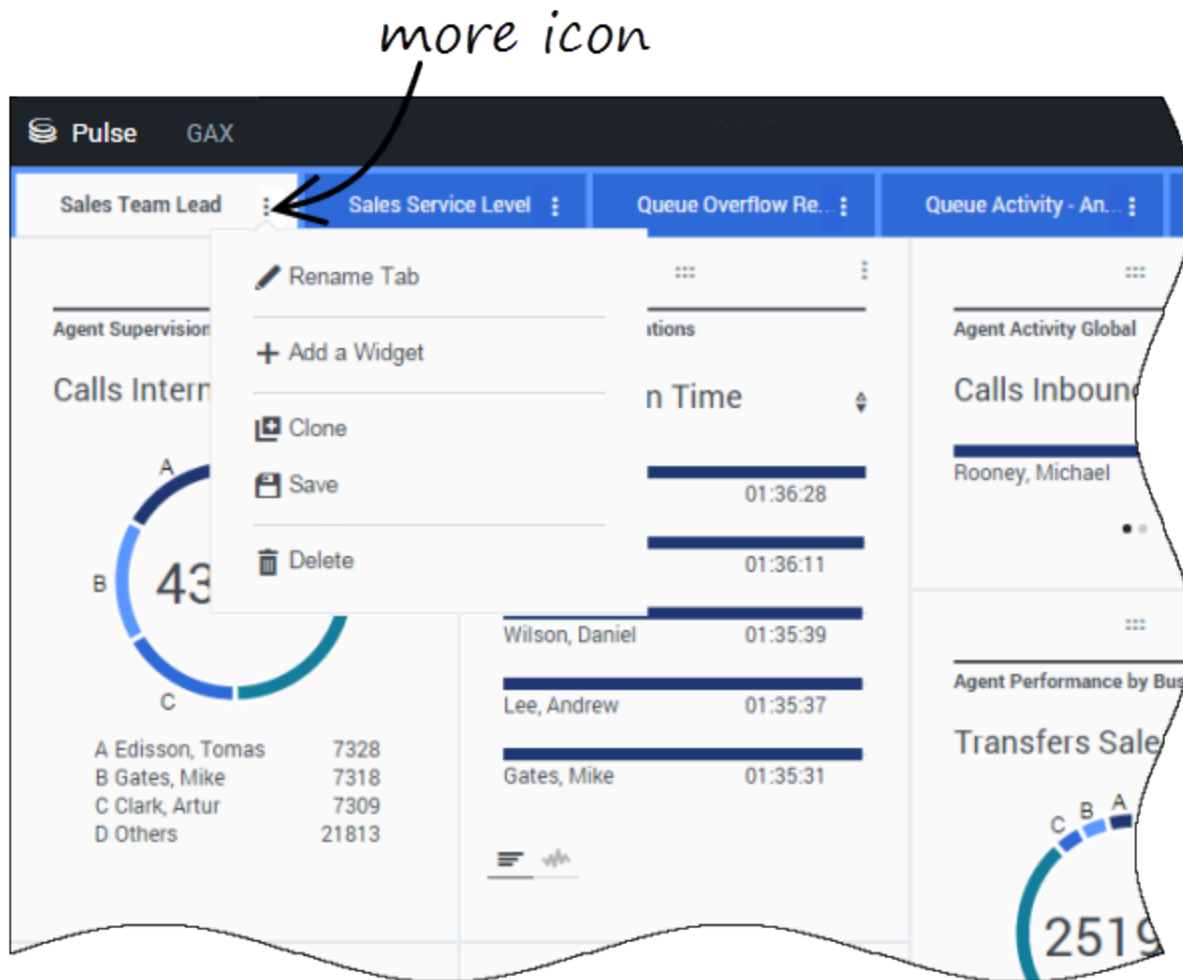 more icon
Pulse GAX
Sales Team Lead
Sales Service Level
Queue Overflow Re...
Queue Activity - An...
Rename Tab
Add a Widget
Clone
Save
Delete
Agent Supervision
Calls Intern
A
B
C
43
A Edisson, Tomas 7328
B Gates, Mike 7318
C Clark, Artur 7309
D Others 21813
tions
n Time
01:36:28
01:36:11
Wilson, Daniel 01:35:39
Lee, Andrew 01:35:37
Gates, Mike 01:35:31
Agent Activity Global
Calls Inboun
Rooney, Michael
Agent Performance by Bus
Transfers Sale
C B A
2519